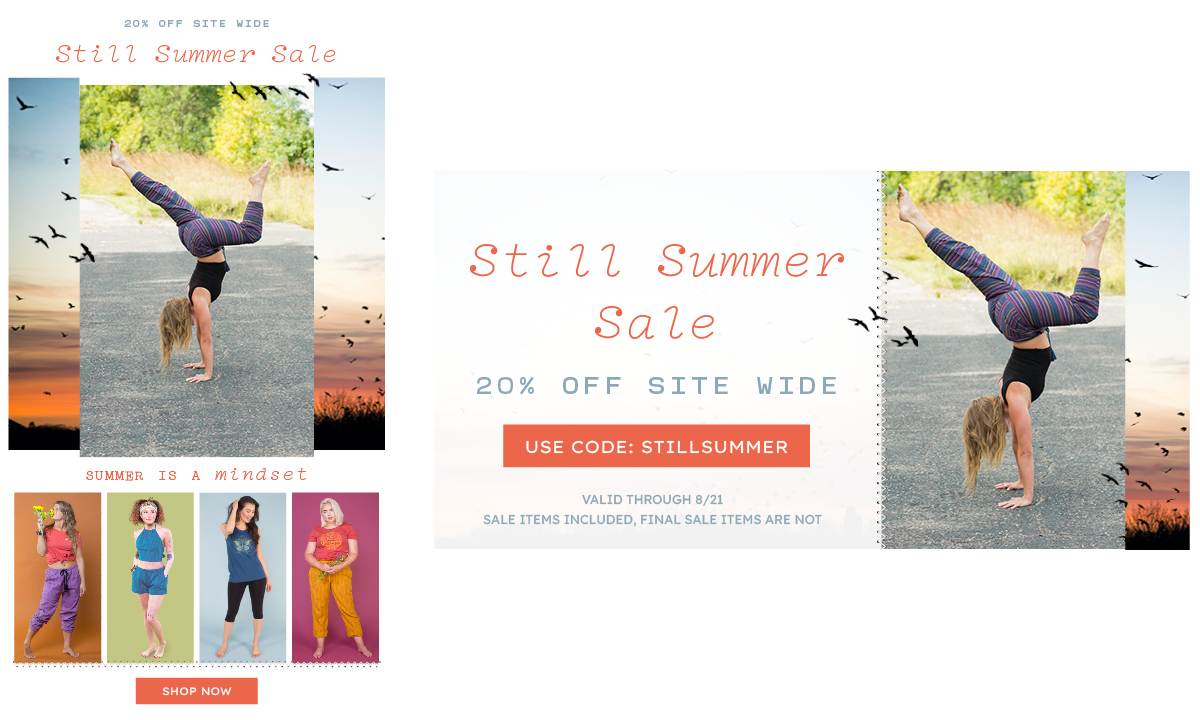 20% OFF SITE WIDE
Still Summer Sale
SUMMER IS A mindset
SHOP NOW
Still Summer
Sale
20% OFF SITE WIDE
USE CODE: STILLSUMMER
VALID THROUGH 8/21
SALE ITEMS INCLUDED, FINAL SALE ITEMS ARE NOT